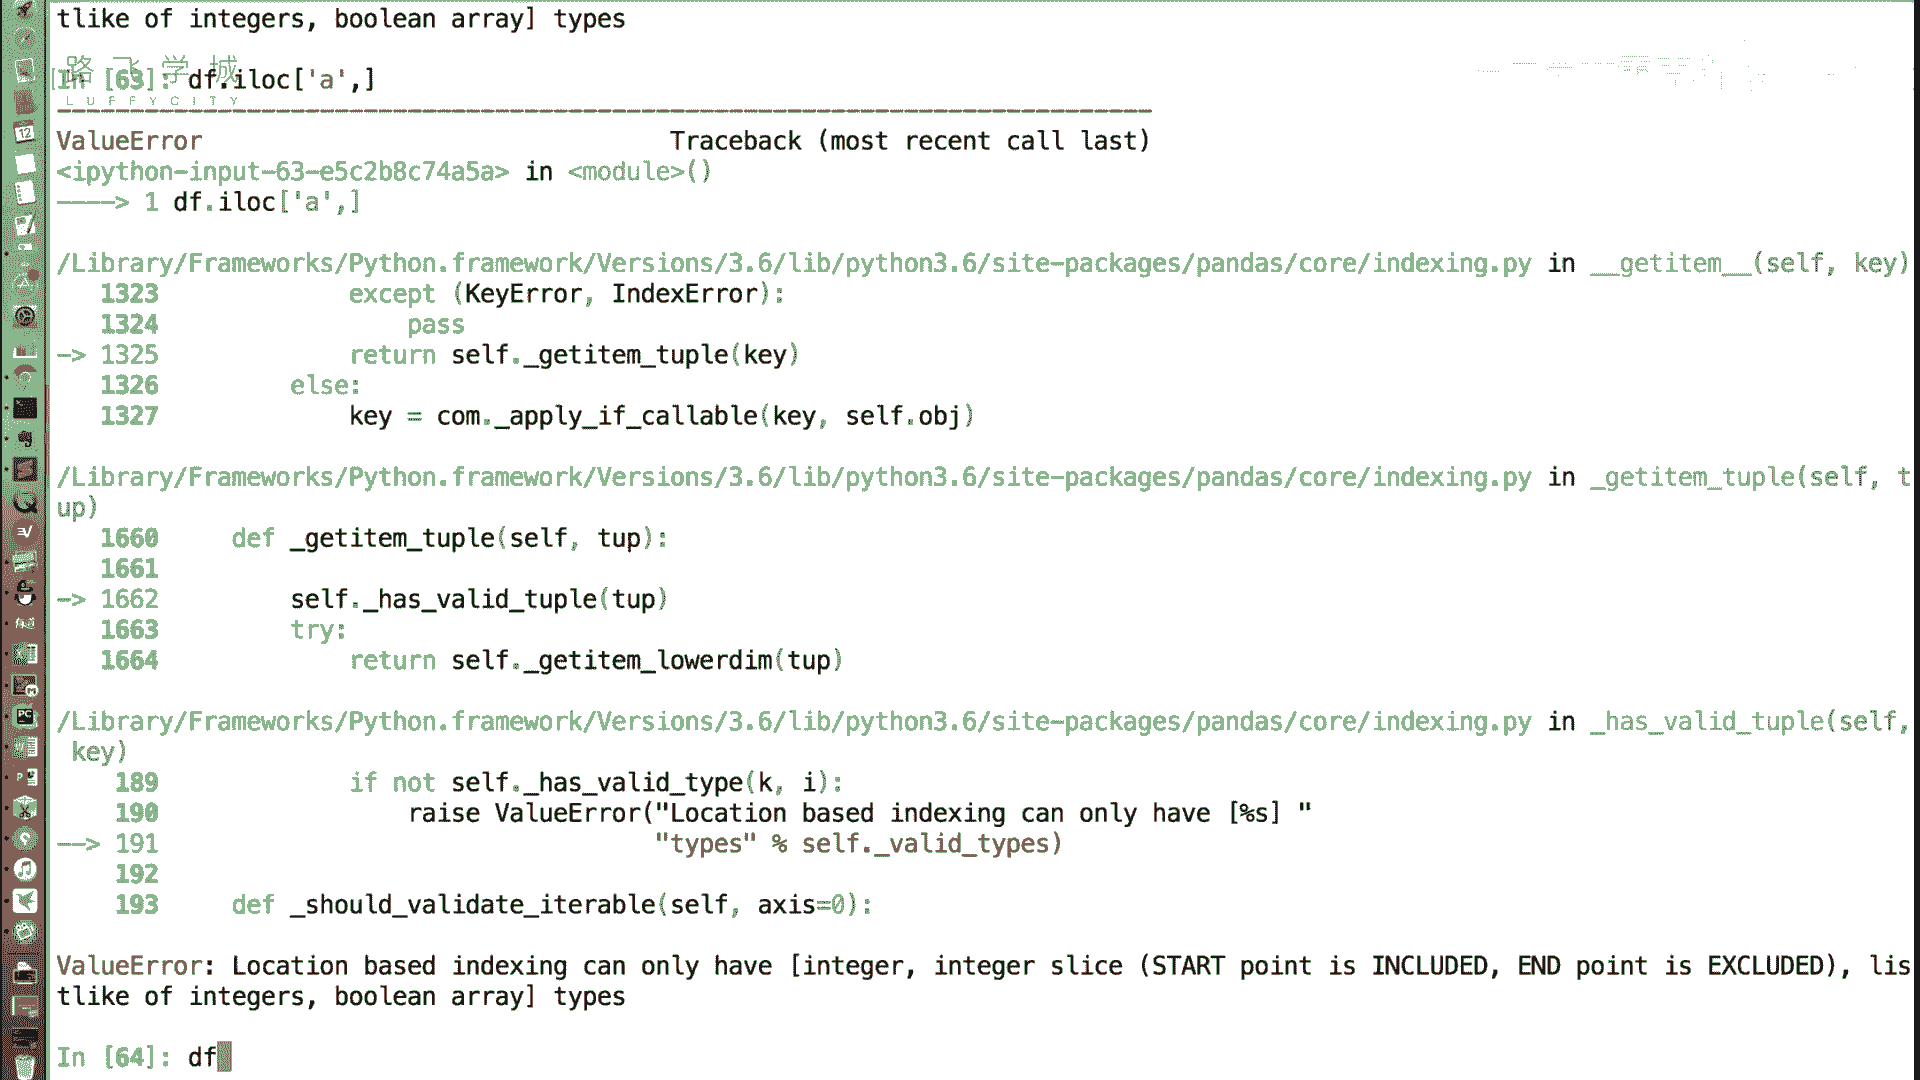 tlike of integers, boolean array] types
路飞学城
In [63]: df.iloc['a',]
LUFFYCITY
ValueError                                Traceback (most recent call last)
<ipython-input-63-e5c2b8c74a5a> in <module>()
----> 1 df.iloc['a',]
/Library/Frameworks/Python.framework/Versions/3.6/lib/python3.6/site-packages/pandas/core/indexing.py in __getitem__(self, key)
   1323             except (KeyError, IndexError):
   1324                 pass
-> 1325             return self._getitem_tuple(key)
   1326         else:
   1327             key = com._apply_if_callable(key, self.obj)
/Library/Frameworks/Python.framework/Versions/3.6/lib/python3.6/site-packages/pandas/core/indexing.py in _getitem_tuple(self, t
up)
   1660     def _getitem_tuple(self, tup):
   1661
-> 1662         self._has_valid_tuple(tup)
   1663         try:
   1664             return self._getitem_lowerdim(tup)
/Library/Frameworks/Python.framework/Versions/3.6/lib/python3.6/site-packages/pandas/core/indexing.py in _has_valid_tuple(self,
 key)
    189             if not self._has_valid_type(k, i):
    190                 raise ValueError("Location based indexing can only have [%s] "
--> 191                                  "types" % self._valid_types)
    192
    193     def _should_validate_iterable(self, axis=0):
ValueError: Location based indexing can only have [integer, integer slice (START point is INCLUDED, END point is EXCLUDED), lis
tlike of integers, boolean array] types
In [64]: df
12
PC